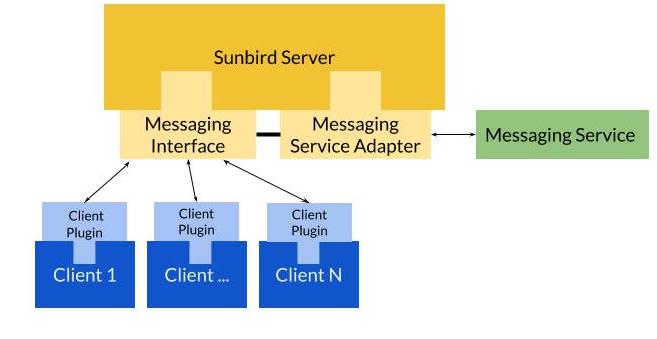 Sunbird Server
Messaging
Interface
Messaging
Service Adapter
Messaging Service
Client
Plugin
Client
Plugin
Client
Plugin
Client 1
Client ...
Client N